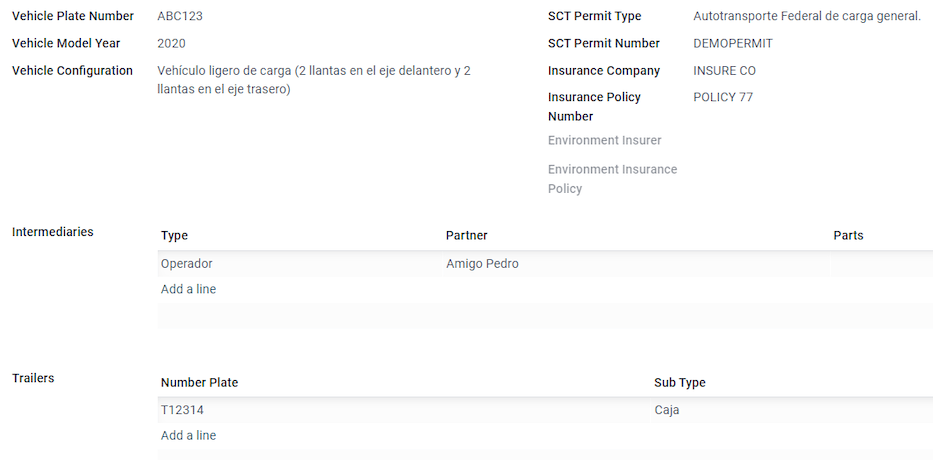 Vehicle Plate Number ABC123
Vehicle Model Year 2020
Vehicle Configuration Vehículo ligero de carga (2 llantas en el eje delantero y 2
llantas en el eje trasero)
SCT Permit Type Autotransporte Federal de carga general.
SCT Permit Number DEMOPERMIT
Insurance Company INSURE CO
Insurance Policy POLICY 77
Number
Environment Insurer
Environment Insurance
Policy
Intermediaries
Type Partner Parts
Operador Amigo Pedro
Add a line
Trailers
Number Plate Sub Type
T12314 Caja
Add a line